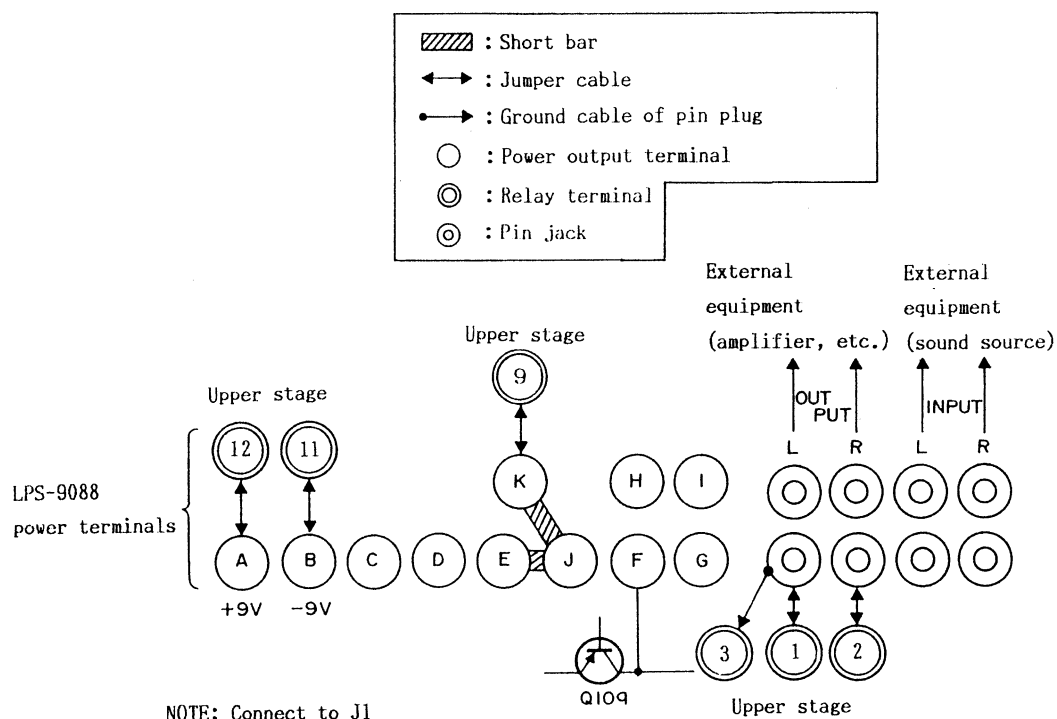 : Short bar
: Jumper cable
: Ground cable of pin plug
: Power output terminal
: Relay terminal
: Pin jack
External
equipment
(amplifier, etc.)
External
equipment
(sound source)
Upper stage
9
Upper stage
12 11
OUT
PUT
INPUT
L R L R
LPS-9088
power terminals
K H I
A B C D E J F G
+9V -9V
3 1 2
Q109
Upper stage
NOTE: Connect to J1